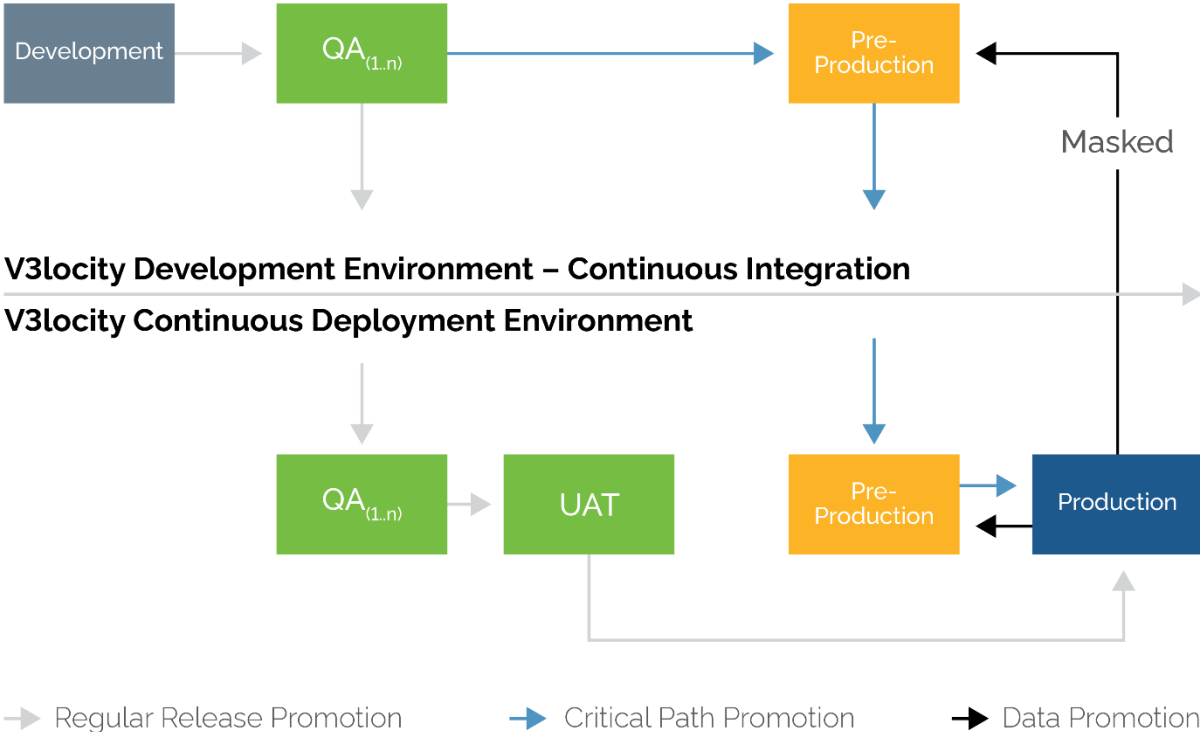 Development
QA(1..n)
Pre-
Production
Masked
V3locity Development Environment – Continuous Integration
V3locity Continuous Deployment Environment
QA(1..n)
UAT
Pre-
Production
Production
Regular Release Promotion
Critical Path Promotion
Data Promotion